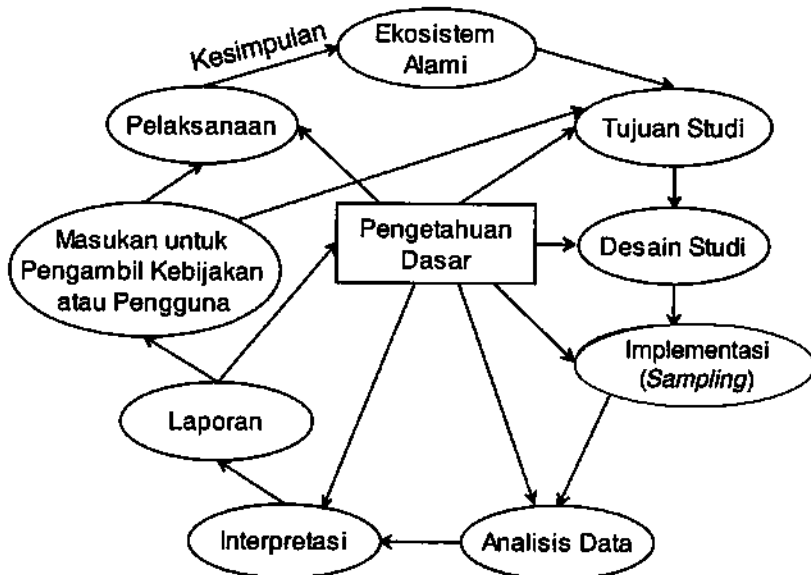 Kesimpulan
Ekosistem
Alami
Pelaksanaan
Tujuan Studi
Masukan untuk
Pengambil Kebijakan
atau Pengguna
Pengetahuan
Dasar
Desain Studi
Implementasi
(Sampling)
Laporan
Interpretasi
Analisis Data